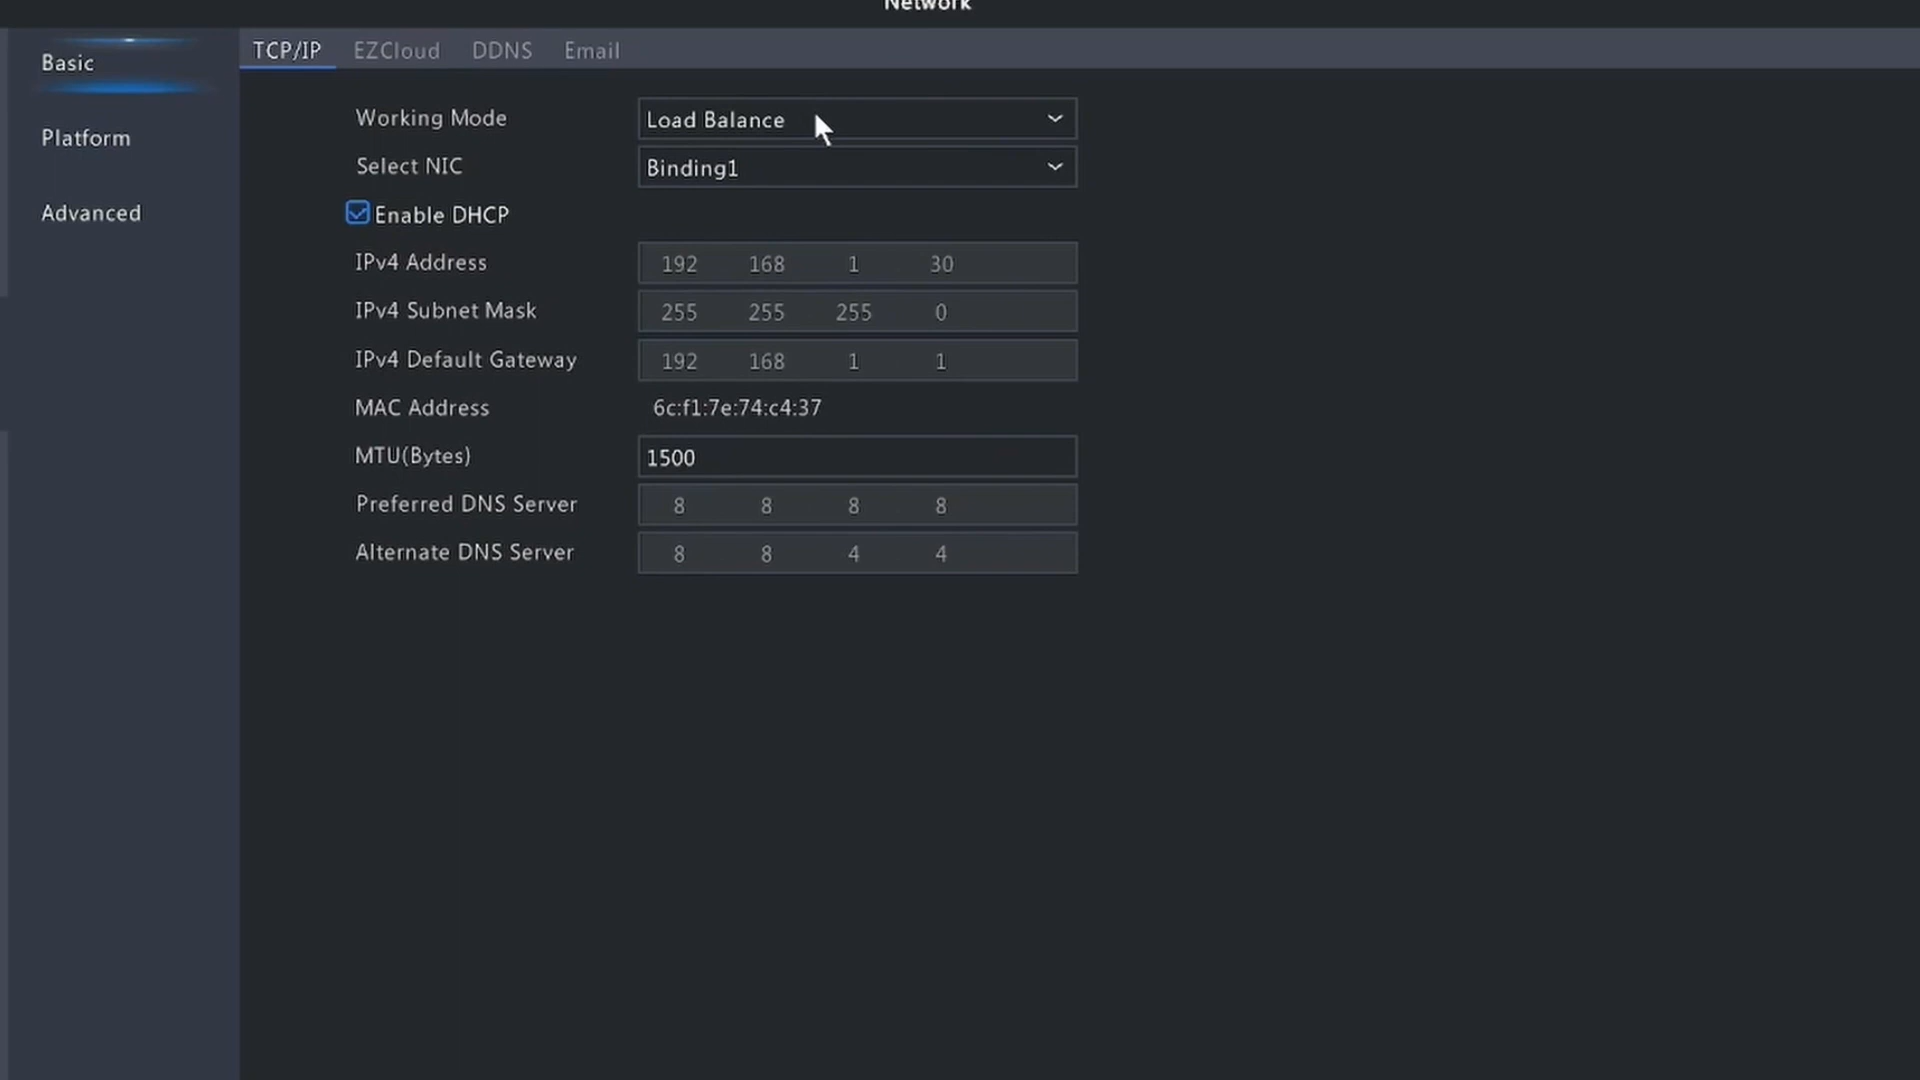 Network
Basic
Platform
Advanced
TCP/IP EZCloud DDNS Email
Working Mode Load Balance
Select NIC Binding1
Enable DHCP
IPv4 Address 192 168 1 30
IPv4 Subnet Mask 255 255 255 0
IPv4 Default Gateway 192 168 1 1
MAC Address 6c:f1:7e:74:c4:37
MTU(Bytes) 1500
Preferred DNS Server 8 8 8 8
Alternate DNS Server 8 8 4 4